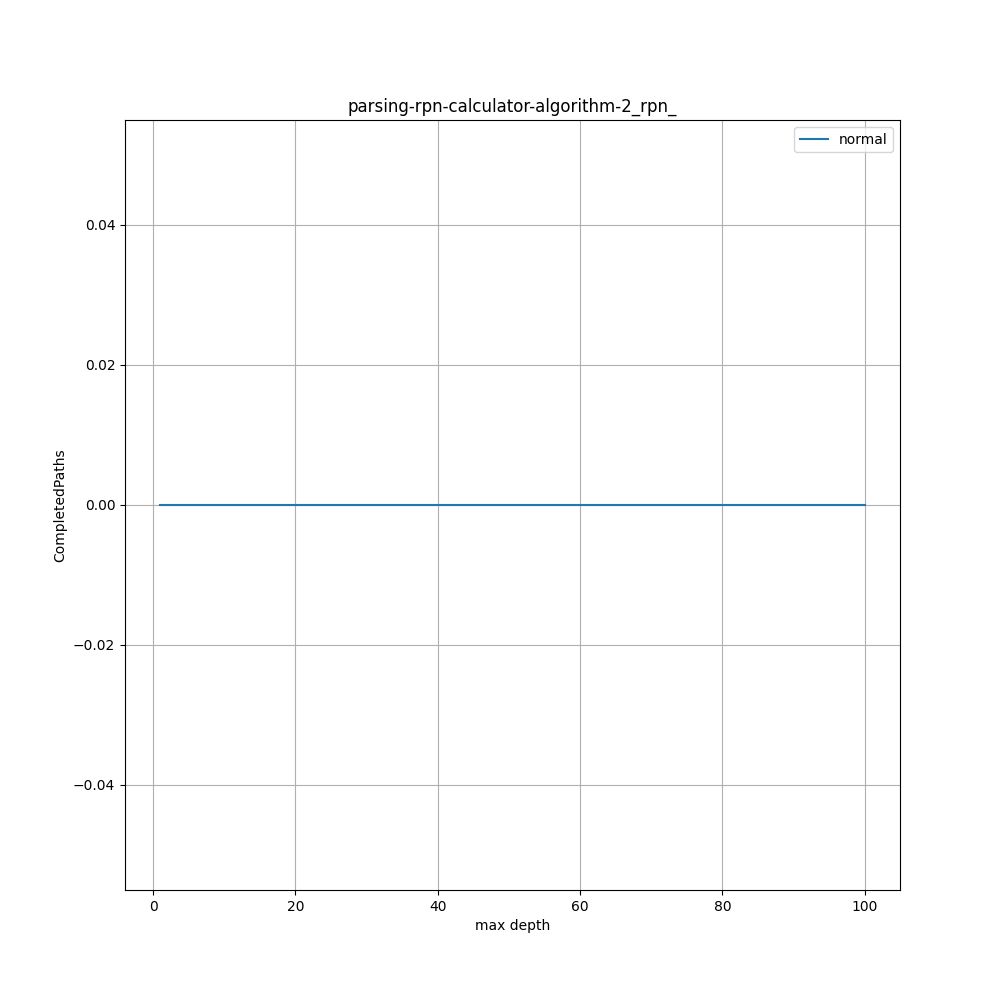 parsing-rpn-calculator-algorithm-2_rpn_
normal
0.04
0.02
0.00
−0.02
−0.04
CompletedPaths
0 20 40 60 80 100
max depth